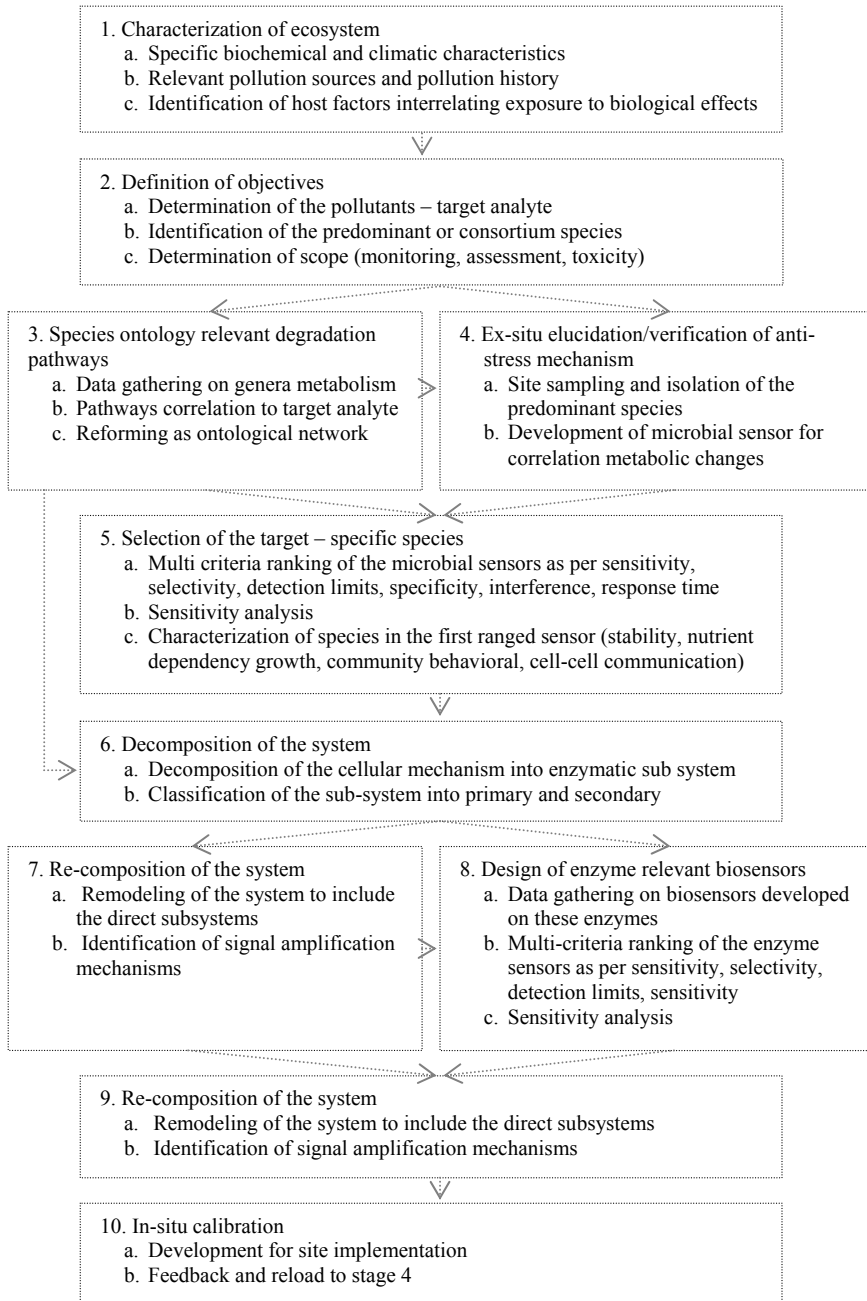 1. Characterization of ecosystem
a. Specific biochemical and climatic characteristics
b. Relevant pollution sources and pollution history
c. Identification of host factors interrelating exposure to biological effects
2. Definition of objectives
a. Determination of the pollutants – target analyte
b. Identification of the predominant or consortium species
c. Determination of scope (monitoring, assessment, toxicity)
3. Species ontology relevant degradation
pathways
a. Data gathering on genera metabolism
b. Pathways correlation to target analyte
c. Reforming as ontological network
4. Ex-situ elucidation/verification of anti-
stress mechanism
a. Site sampling and isolation of the
predominant species
b. Development of microbial sensor for
correlation metabolic changes
5. Selection of the target – specific species
a. Multi criteria ranking of the microbial sensors as per sensitivity,
selectivity, detection limits, specificity, interference, response time
b. Sensitivity analysis
c. Characterization of species in the first ranged sensor (stability, nutrient
dependency growth, community behavioral, cell-cell communication)
6. Decomposition of the system
a. Decomposition of the cellular mechanism into enzymatic sub system
b. Classification of the sub-system into primary and secondary
7. Re-composition of the system
a. Remodeling of the system to include
the direct subsystems
b. Identification of signal amplification
mechanisms
8. Design of enzyme relevant biosensors
a. Data gathering on biosensors developed
on these enzymes
b. Multi-criteria ranking of the enzyme
sensors as per sensitivity, selectivity,
detection limits, sensitivity
c. Sensitivity analysis
9. Re-composition of the system
a. Remodeling of the system to include the direct subsystems
b. Identification of signal amplification mechanisms
10. In-situ calibration
a. Development for site implementation
b. Feedback and reload to stage 4